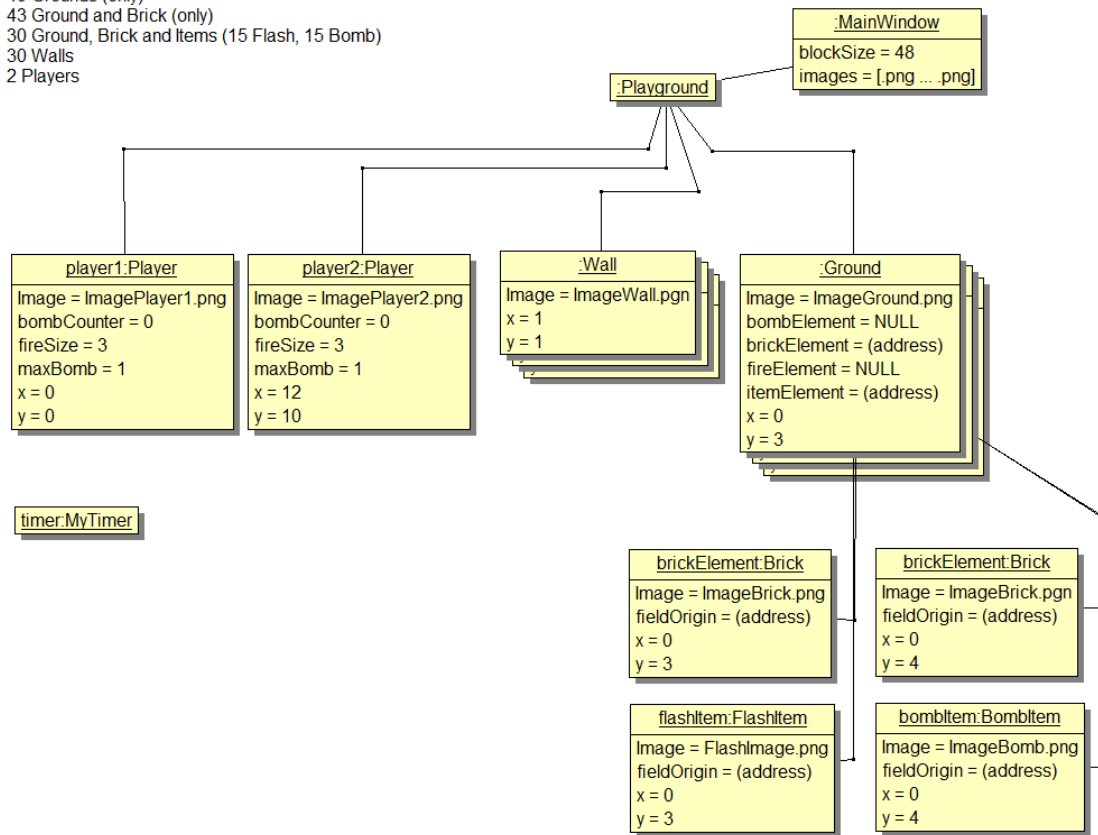 Grounds (only)
43 Ground and Brick (only)
30 Ground, Brick and Items (15 Flash, 15 Bomb)
30 Walls
2 Players
:MainWindow
blockSize = 48
images = [.png ... .png]
:Playground
player1:Player
Image = ImagePlayer1.png
bombCounter = 0
fireSize = 3
maxBomb = 1
x = 0
y = 0
player2:Player
Image = ImagePlayer2.png
bombCounter = 0
fireSize = 3
maxBomb = 1
x = 12
y = 10
:Wall
Image = ImageWall.pgn
x = 1
y = 1
:Ground
Image = ImageGround.png
bombElement = NULL
brickElement = (address)
fireElement = NULL
itemElement = (address)
x = 0
y = 3
timer:MyTimer
brickElement:Brick
Image = ImageBrick.png
fieldOrigin = (address)
x = 0
y = 3
brickElement:Brick
Image = ImageBrick.pgn
fieldOrigin = (address)
x = 0
y = 4
flashItem:FlashItem
Image = FlashImage.png
fieldOrigin = (address)
x = 0
y = 3
bombItem:BombItem
Image = ImageBomb.png
fieldOrigin = (address)
x = 0
y = 4